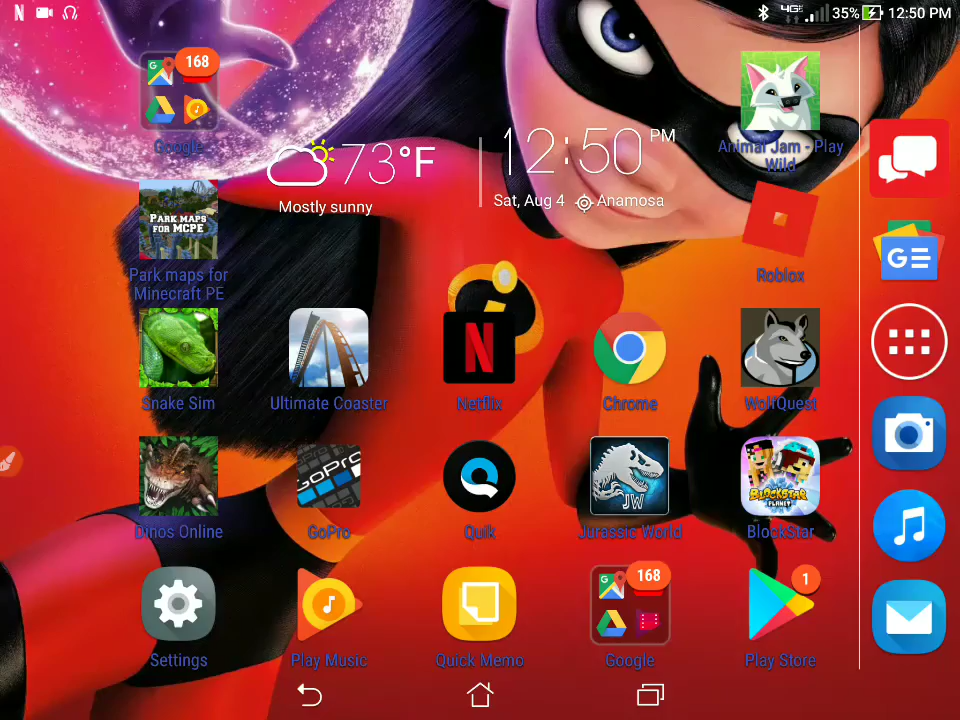 N
4G LTE
35%
12:50 PM
168
Google
73°F
Mostly sunny
12:50 PM
Sat, Aug 4
Anamosa
Animal Jam - Play
Wild
PARK MAPS
FOR MCPE
Park maps for
Minecraft PE
Roblox
GE
Snake Sim
Ultimate Coaster
N
Netflix
Chrome
WolfQuest
Dinos Online
GoPro
GoPro
Quik
JW
Jurassic World
BLOCKSTAR
PLANET
BlockStar
Settings
Play Music
Quick Memo
168
Google
1
Play Store